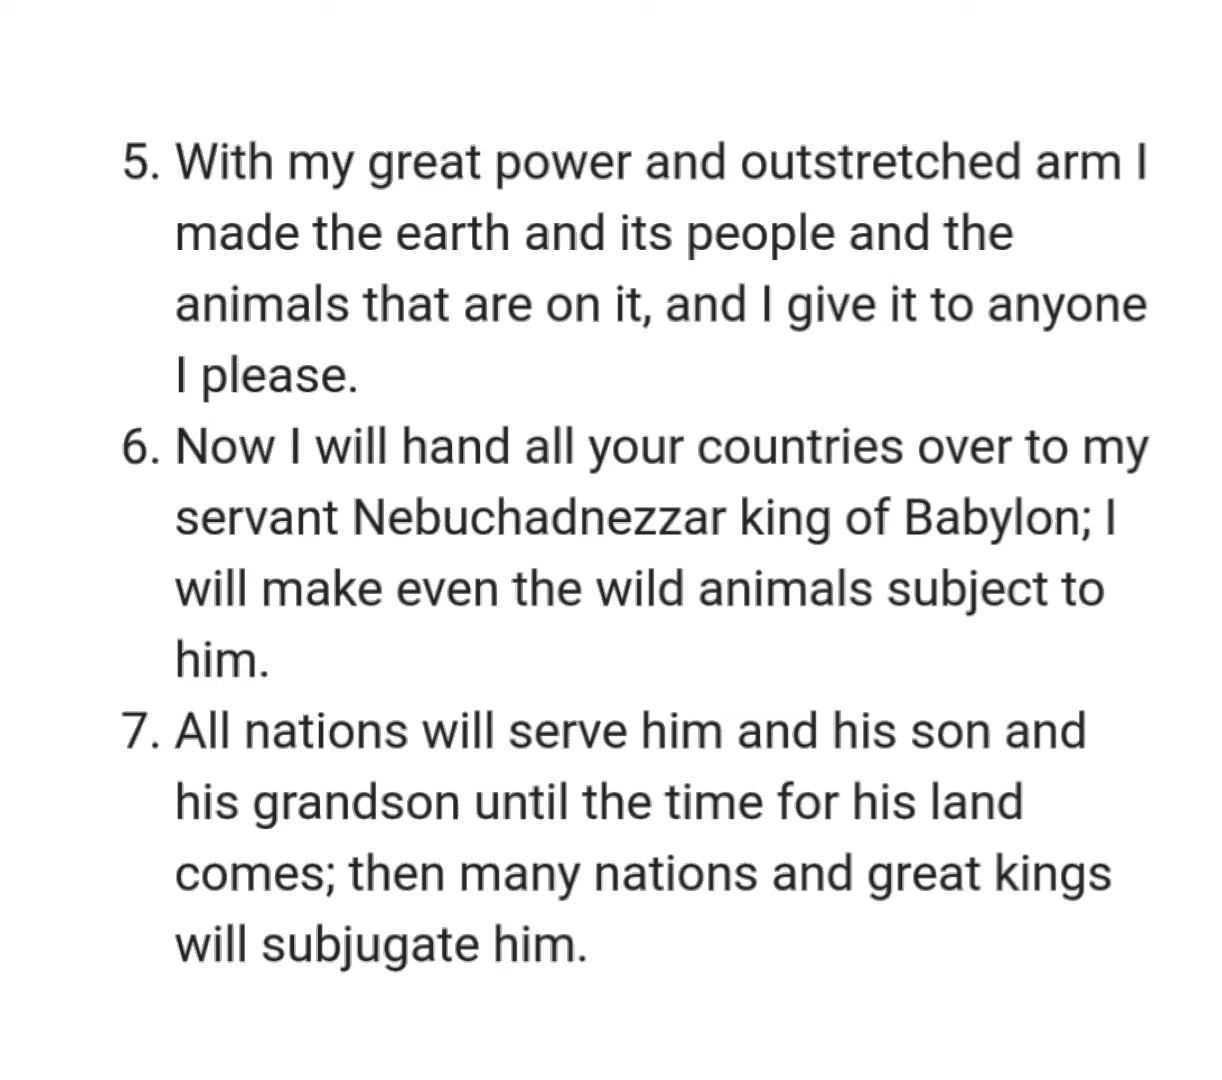 5. With my great power and outstretched arm I
made the earth and its people and the
animals that are on it, and I give it to anyone
I please.
6. Now I will hand all your countries over to my
servant Nebuchadnezzar king of Babylon; I
will make even the wild animals subject to
him.
7. All nations will serve him and his son and
his grandson until the time for his land
comes; then many nations and great kings
will subjugate him.